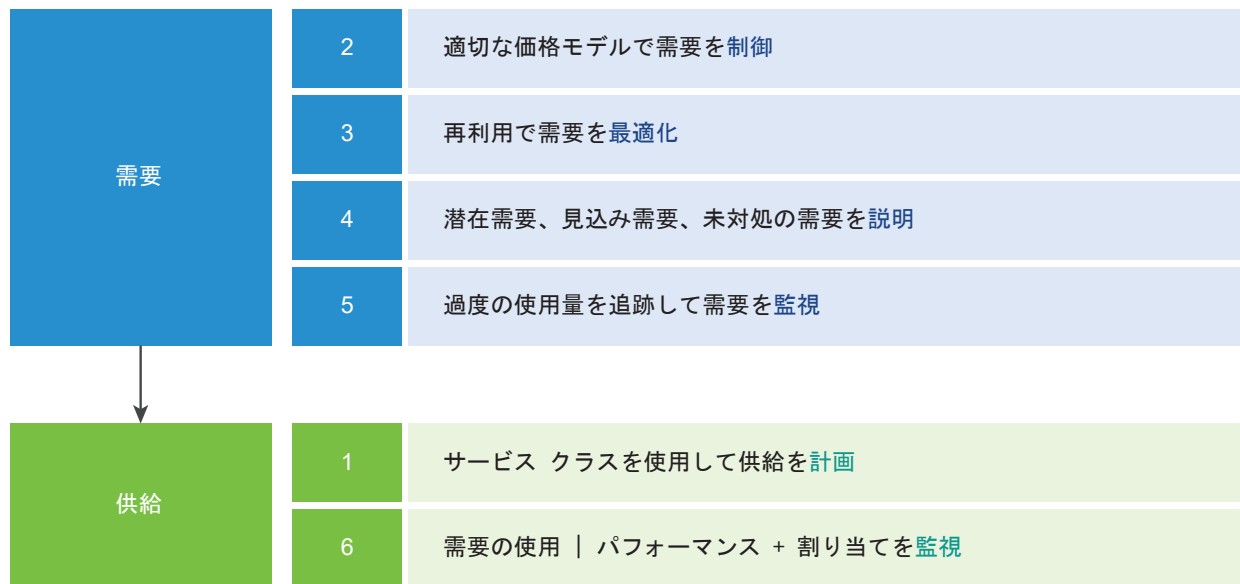 需要
2
適切な価格モデルで需要を制御
3
再利用で需要を最適化
4
潜在需要、見込み需要、未対処の需要を説明
5
過度の使用量を追跡して需要を監視
供給
1
サービス クラスを使用して供給を計画
6
需要の使用 | パフォーマンス + 割り当てを監視